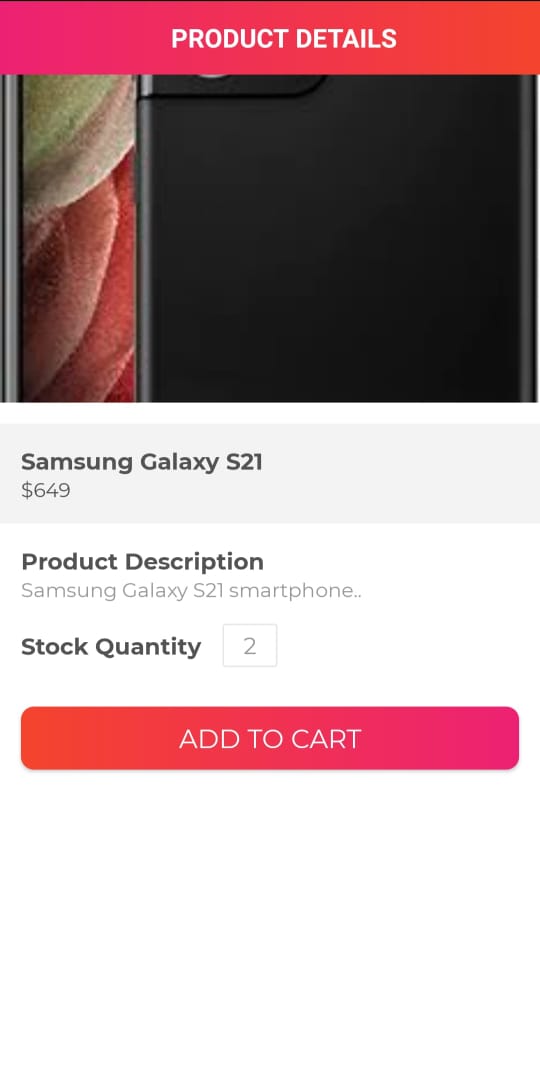 PRODUCT DETAILS
Samsung Galaxy S21
$649
Product Description
Samsung Galaxy S21 smartphone..
Stock Quantity 2
ADD TO CART